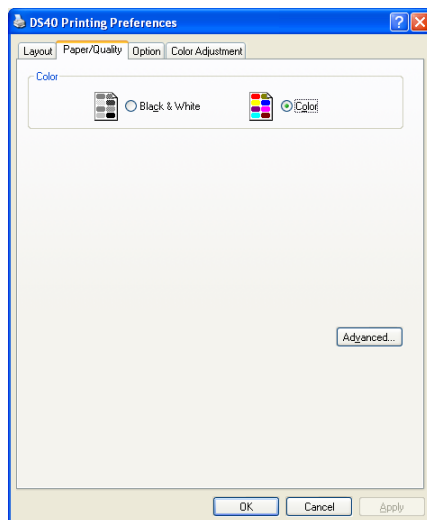 DS40 Printing Preferences
Layout Paper/Quality Option Color Adjustment
Color
Black & White Color
Advanced...
OK Cancel Apply